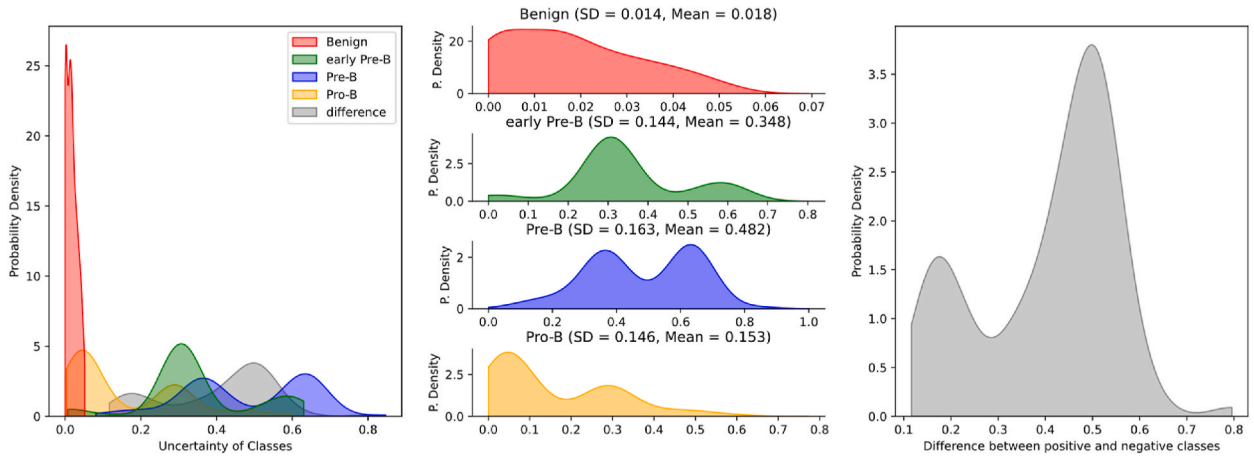 Probability Density
25
20
15
10
5
0
0.0 0.2 0.4 0.6 0.8
Uncertainty of Classes
Benign
early Pre-B
Pre-B
Pro-B
difference
Benign (SD = 0.014, Mean = 0.018)
P. Density
20
0
0.00 0.01 0.02 0.03 0.04 0.05 0.06 0.07
early Pre-B (SD = 0.144, Mean = 0.348)
P. Density
2.5
0.0
0.0 0.1 0.2 0.3 0.4 0.5 0.6 0.7 0.8
Pre-B (SD = 0.163, Mean = 0.482)
P. Density
2
0
0.0 0.2 0.4 0.6 0.8 1.0
Pro-B (SD = 0.146, Mean = 0.153)
P. Density
2.5
0.0
0.0 0.1 0.2 0.3 0.4 0.5 0.6 0.7 0.8
Probability Density
3.5
3.0
2.5
2.0
1.5
1.0
0.5
0.0
0.1 0.2 0.3 0.4 0.5 0.6 0.7 0.8
Difference between positive and negative classes